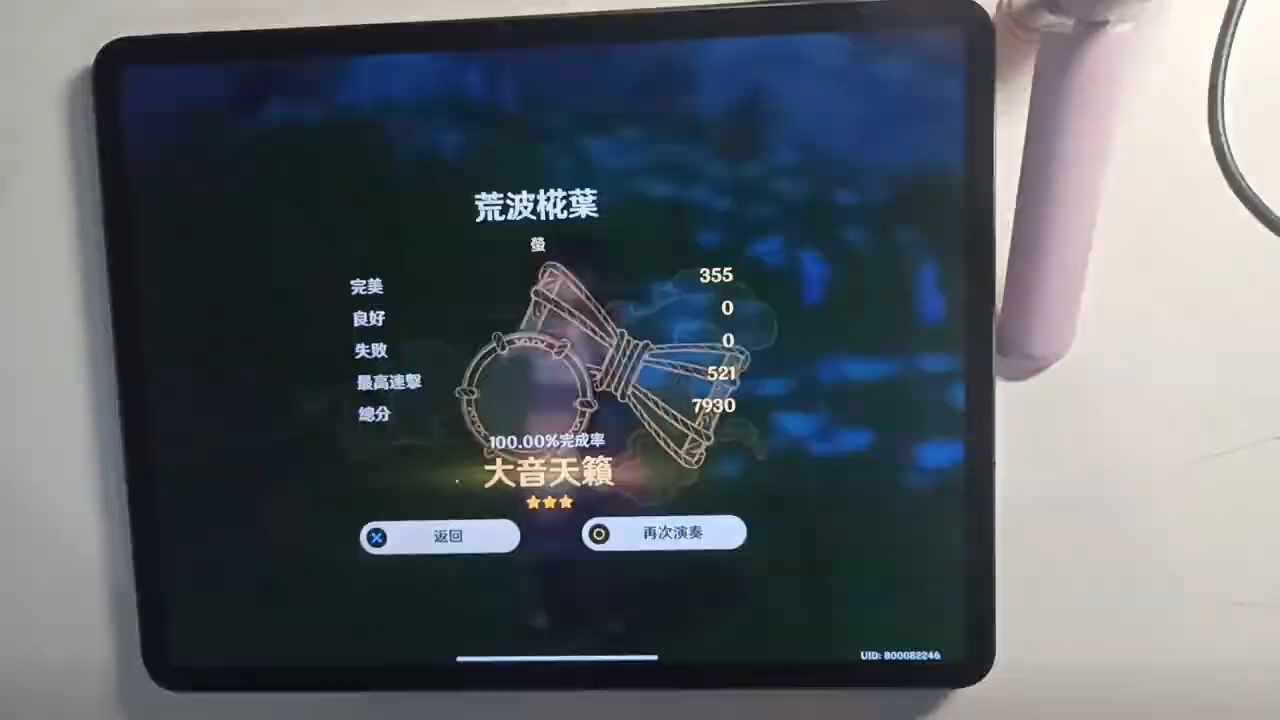 荒波椛葉
螢
完美 355
良好 0
失敗 0
最高連擊 521
總分 7930
100.00%完成率
大音天籟
返回
再次演奏
UID: 800082246